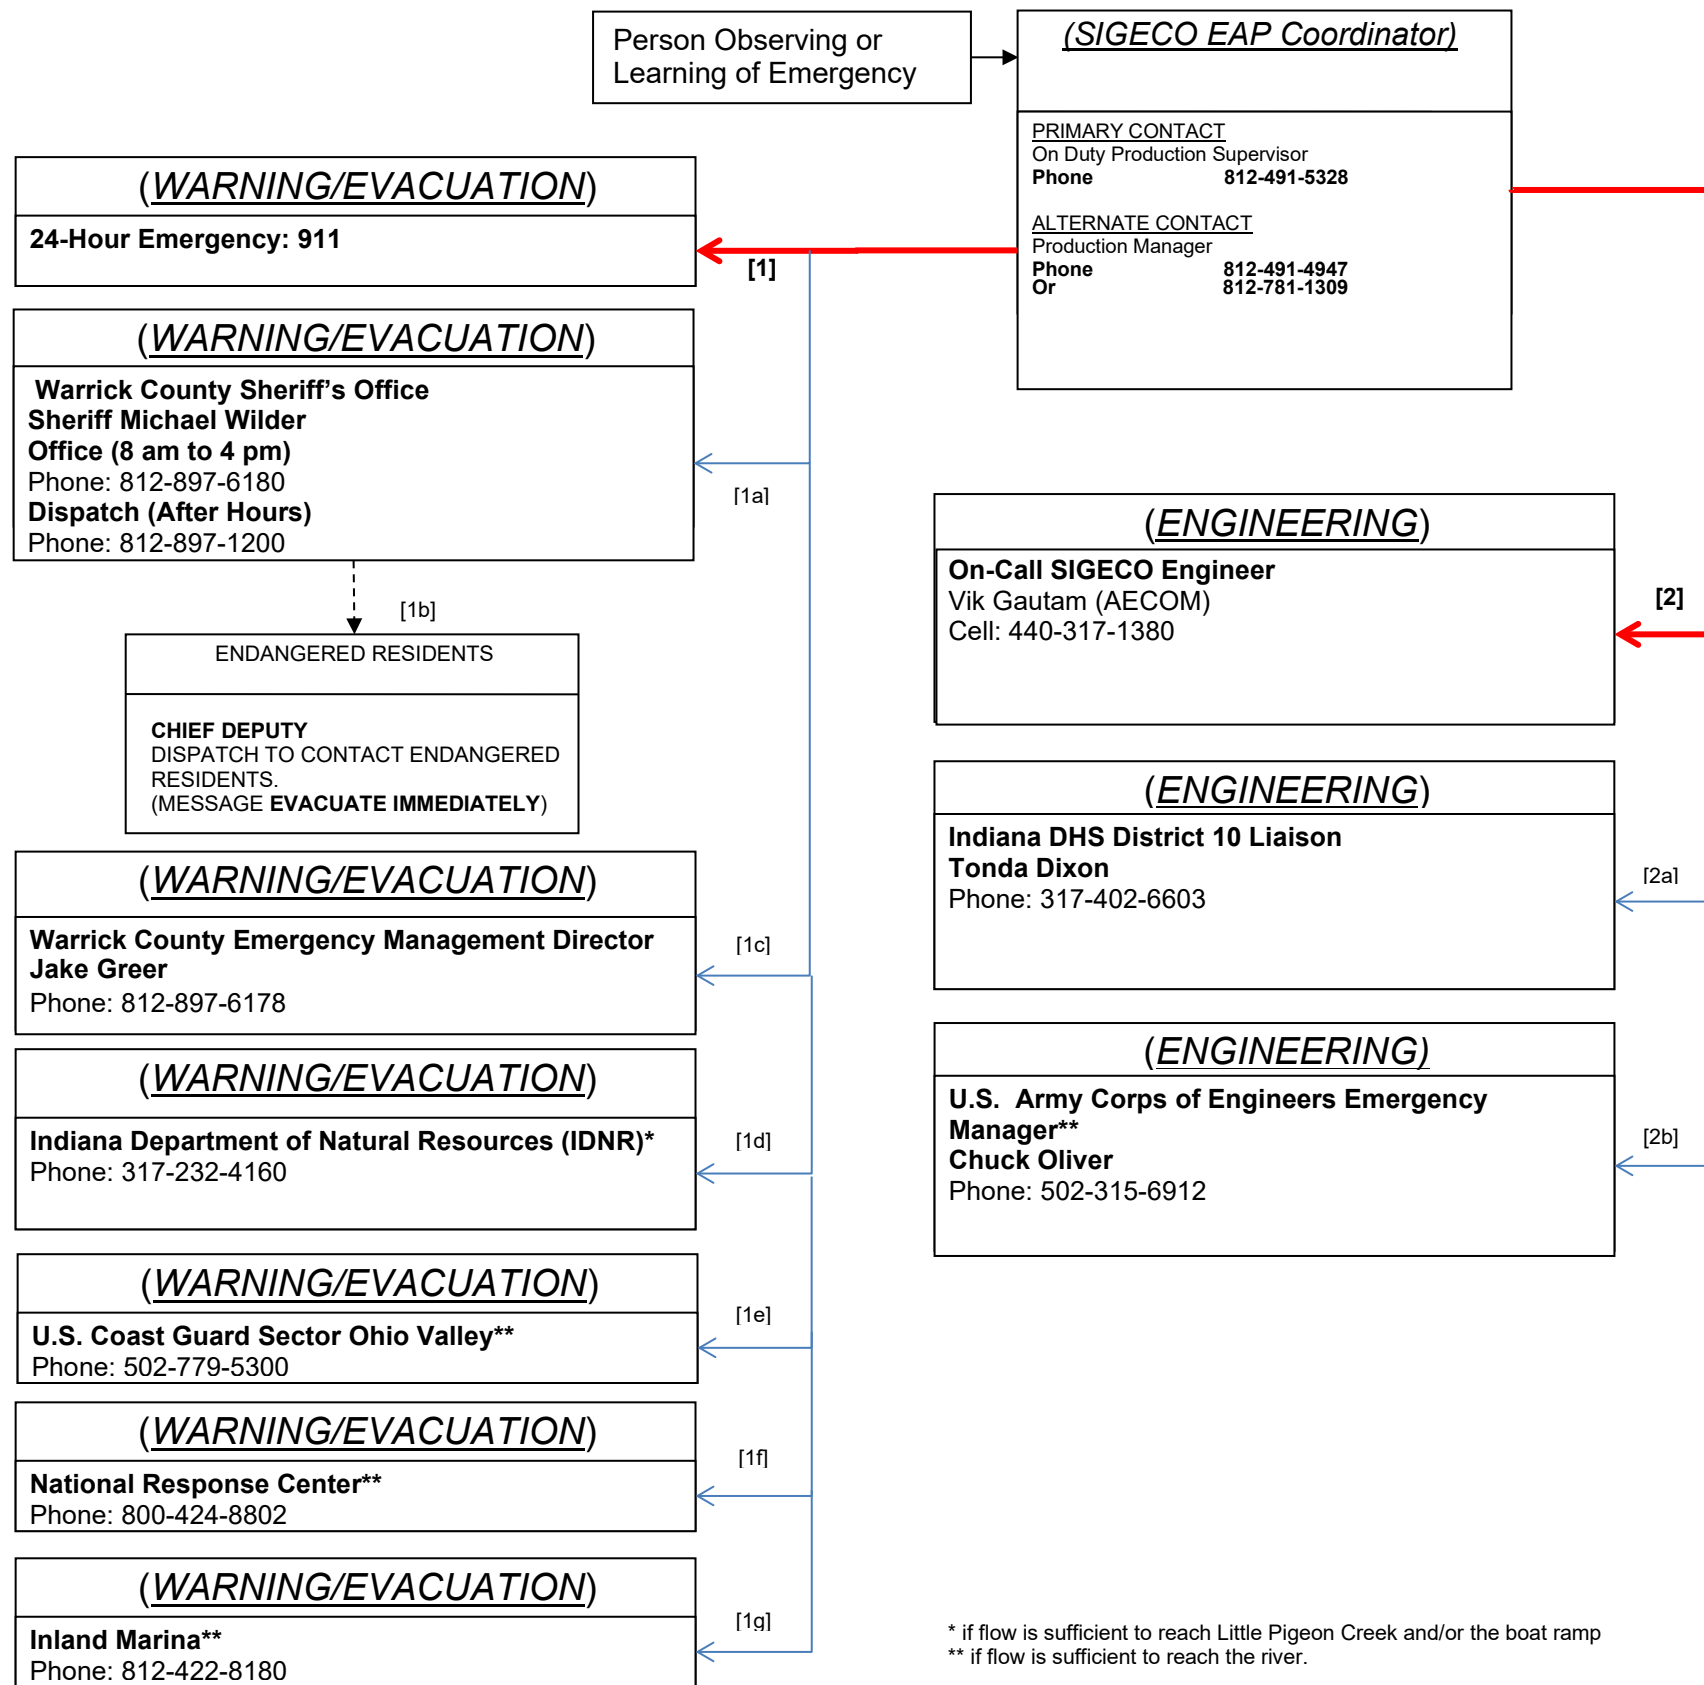 Person Observing or
Learning of Emergency
(SIGECO EAP Coordinator)
PRIMARY CONTACT
On Duty Production Supervisor
Phone 812-491-5328
ALTERNATE CONTACT
Production Manager
Phone 812-491-4947
Or 812-781-1309
(WARNING/EVACUATION)
24-Hour Emergency: 911
[1]
(WARNING/EVACUATION)
Warrick County Sheriff’s Office
Sheriff Michael Wilder
Office (8 am to 4 pm)
Phone: 812-897-6180
Dispatch (After Hours)
Phone: 812-897-1200
[1a]
[1b]
ENDANGERED RESIDENTS
CHIEF DEPUTY
DISPATCH TO CONTACT ENDANGERED
RESIDENTS.
(MESSAGE EVACUATE IMMEDIATELY)
(WARNING/EVACUATION)
Warrick County Emergency Management Director
Jake Greer
Phone: 812-897-6178
[1c]
(WARNING/EVACUATION)
Indiana Department of Natural Resources (IDNR)*
Phone: 317-232-4160
[1d]
(WARNING/EVACUATION)
U.S. Coast Guard Sector Ohio Valley**
Phone: 502-779-5300
[1e]
(WARNING/EVACUATION)
National Response Center**
Phone: 800-424-8802
[1f]
(WARNING/EVACUATION)
Inland Marina**
Phone: 812-422-8180
[1g]
(ENGINEERING)
On-Call SIGECO Engineer
Vik Gautam (AECOM)
Cell: 440-317-1380
[2]
(ENGINEERING)
Indiana DHS District 10 Liaison
Tonda Dixon
Phone: 317-402-6603
[2a]
(ENGINEERING)
U.S. Army Corps of Engineers Emergency
Manager**
Chuck Oliver
Phone: 502-315-6912
[2b]
* if flow is sufficient to reach Little Pigeon Creek and/or the boat ramp
** if flow is sufficient to reach the river.